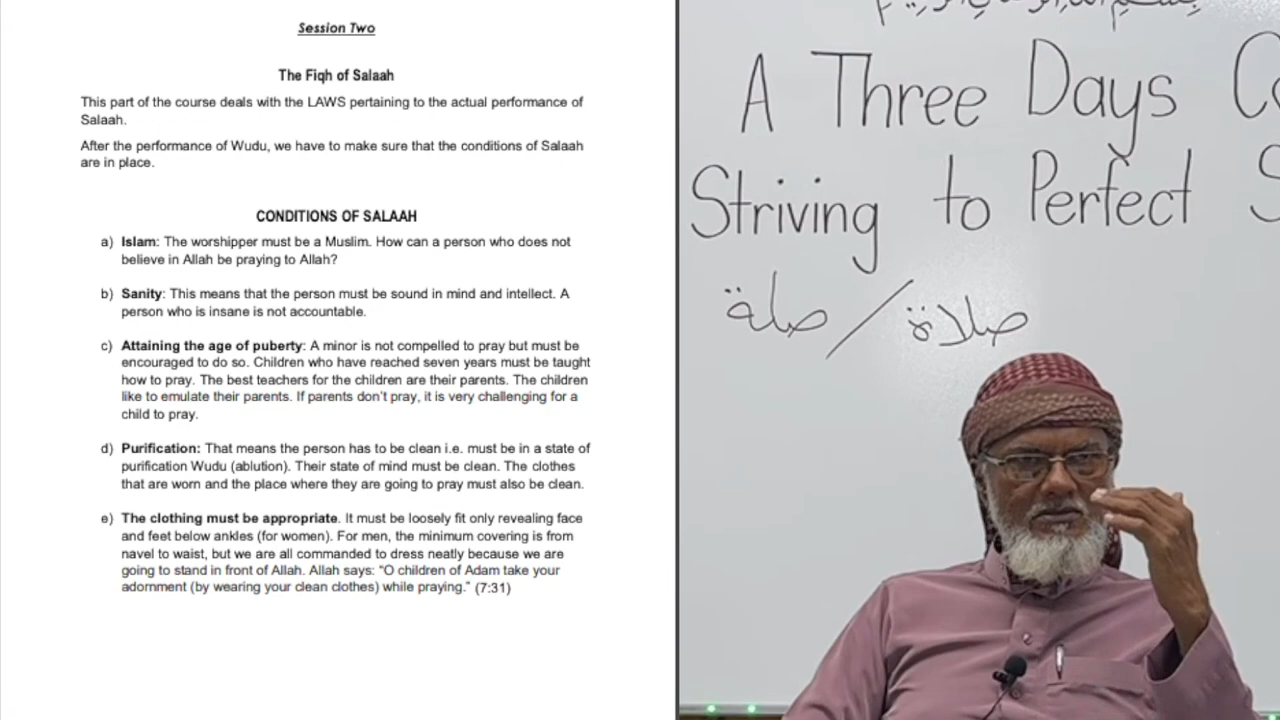 Session Two
The Fiqh of Salaah
This part of the course deals with the LAWS pertaining to the actual performance of
Salaah.
After the performance of Wudu, we have to make sure that the conditions of Salaah
are in place.
CONDITIONS OF SALAAH
a) Islam: The worshipper must be a Muslim. How can a person who does not
believe in Allah be praying to Allah?
b) Sanity: This means that the person must be sound in mind and intellect. A
person who is insane is not accountable.
c) Attaining the age of puberty: A minor is not compelled to pray but must be
encouraged to do so. Children who have reached seven years must be taught
how to pray. The best teachers for the children are their parents. The children
like to emulate their parents. If parents don't pray, it is very challenging for a
child to pray.
d) Purification: That means the person has to be clean i.e. must be in a state of
purification Wudu (ablution). Their state of mind must be clean. The clothes
that are worn and the place where they are going to pray must also be clean.
e) The clothing must be appropriate. It must be loosely fit only revealing face
and feet below ankles (for women). For men, the minimum covering is from
navel to waist, but we are all commanded to dress neatly because we are
going to stand in front of Allah. Allah says: "O children of Adam take your
adornment (by wearing your clean clothes) while praying." (7:31)
A Three Days
Striving to Perfect
صلاة / صلة